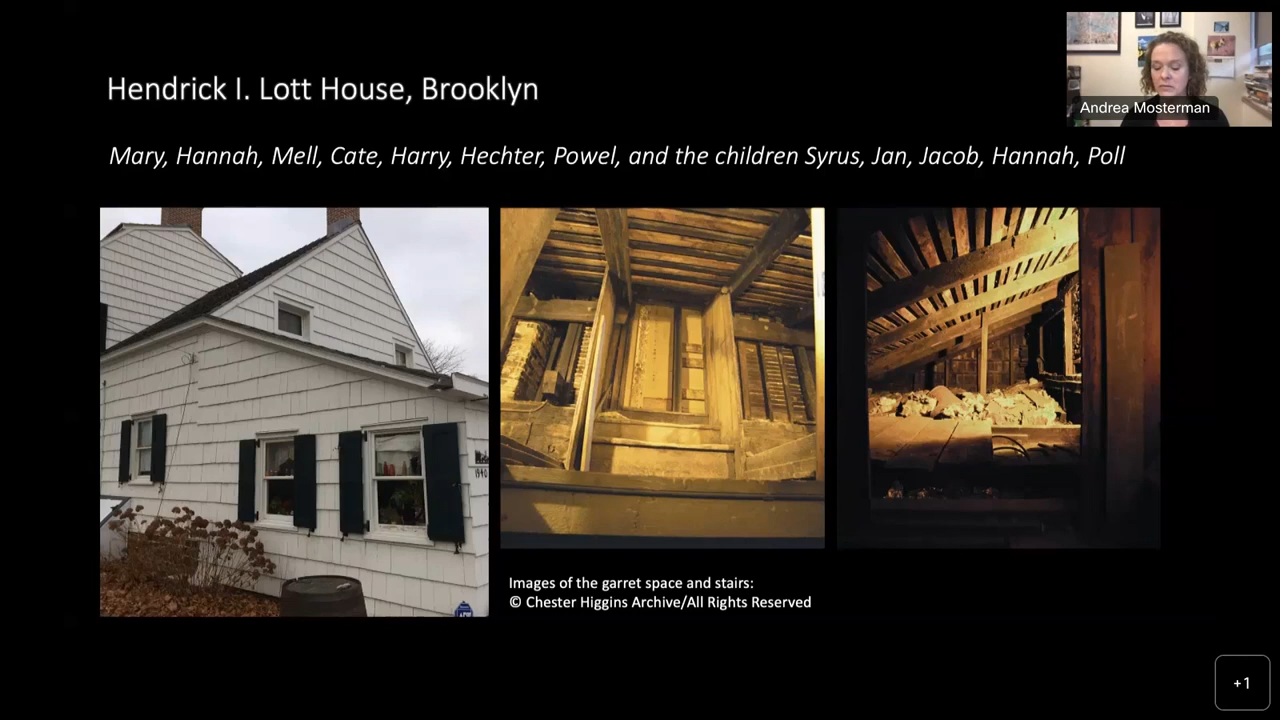 Hendrick I. Lott House, Brooklyn
Andrea Mosterman
Mary, Hannah, Mell, Cate, Harry, Hechter, Powel, and the children Syrus, Jan, Jacob, Hannah, Poll
1940
Images of the garret space and stairs:
© Chester Higgins Archive/All Rights Reserved
+1